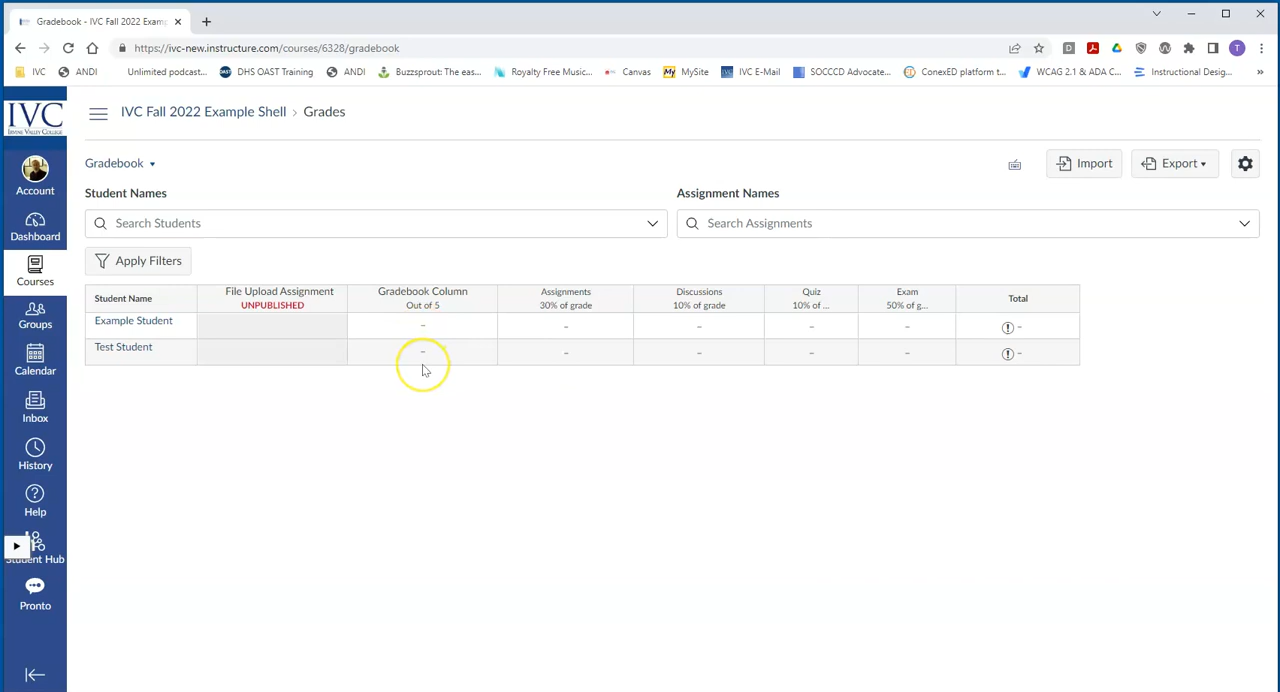 Gradebook - IVC Fall 2022 Examp
https://ivc-new.instructure.com/courses/6328/gradebook
T
IVC
ANDI
Unlimited podcast...
DHS OAST Training
ANDI
Buzzsprout: The eas...
Royalty Free Music...
Canvas
My MySite
IVC E-Mail
SOCCCD Advocate...
ConexED platform t...
WCAG 2.1 & ADA C...
Instructional Desig...
»
IVC
IRVINE VALLEY COLLEGE
IVC Fall 2022 Example Shell › Grades
Account
Dashboard
Courses
Groups
Calendar
Inbox
History
Help
Student Hub
Pronto
Gradebook
Import
Export
Student Names
Assignment Names
Search Students
Search Assignments
Apply Filters
Student Name
File Upload Assignment
UNPUBLISHED
Gradebook Column
Out of 5
Assignments
30% of grade
Discussions
10% of grade
Quiz
10% of ...
Exam
50% of g...
Total
Example Student
– – – – – –
Test Student
– – – – – –